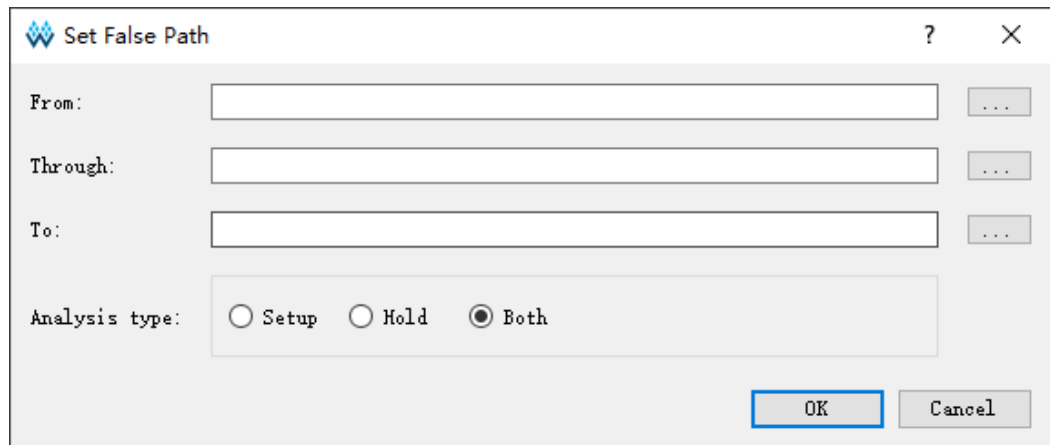 Set False Path ?
From: ...
Through: ...
To: ...
Analysis type: Setup Hold Both
OK Cancel